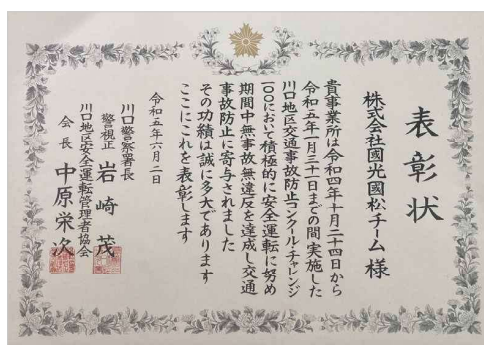 表彰状
株式会社國光國松チーム 様
貴事業所は令和四年十月二十四日から
令和五年一月三十一日までの間実施した
川口地区交通事故防止コンクール・チャレンジ
一〇〇において積極的に安全運転に努め
期間中無事故無違反を達成し交通
事故防止に寄与されました
その功績は誠に多大であります
ここにこれを表彰します
令和五年六月二日
川口警察署長
警視正 岩崎 茂
川口地区安全運転管理者協会
会長 中原栄次